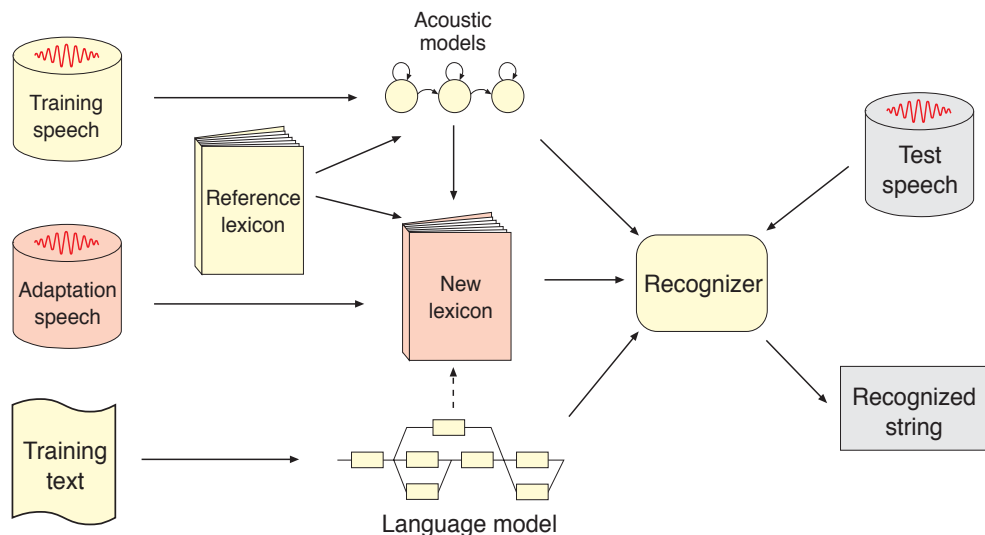 Acoustic
models
Training
speech
Reference
lexicon
Test
speech
Adaptation
speech
New
lexicon
Recognizer
Training
text
Recognized
string
Language model